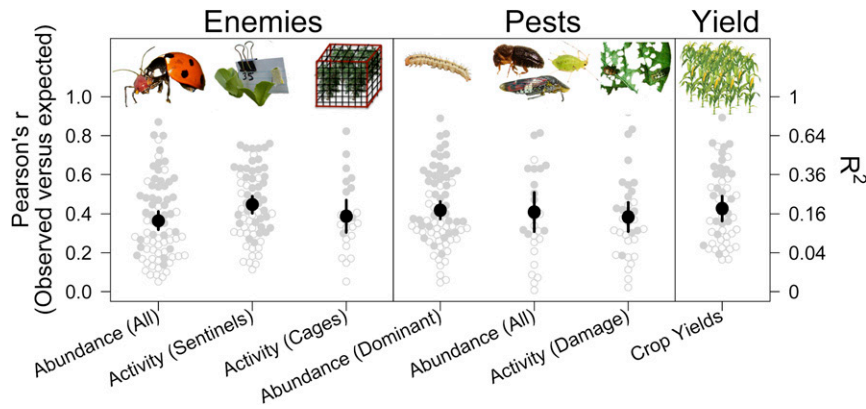 Enemies
Pests
Yield
35
Pearson's r
(Observed versus expected)
1.0
0.8
0.6
0.4
0.2
0.0
1
0.64
0.36
0.16
0.04
0
R²
Abundance (All)
Activity (Sentinels)
Activity (Cages)
Abundance (Dominant)
Abundance (All)
Activity (Damage)
Crop Yields